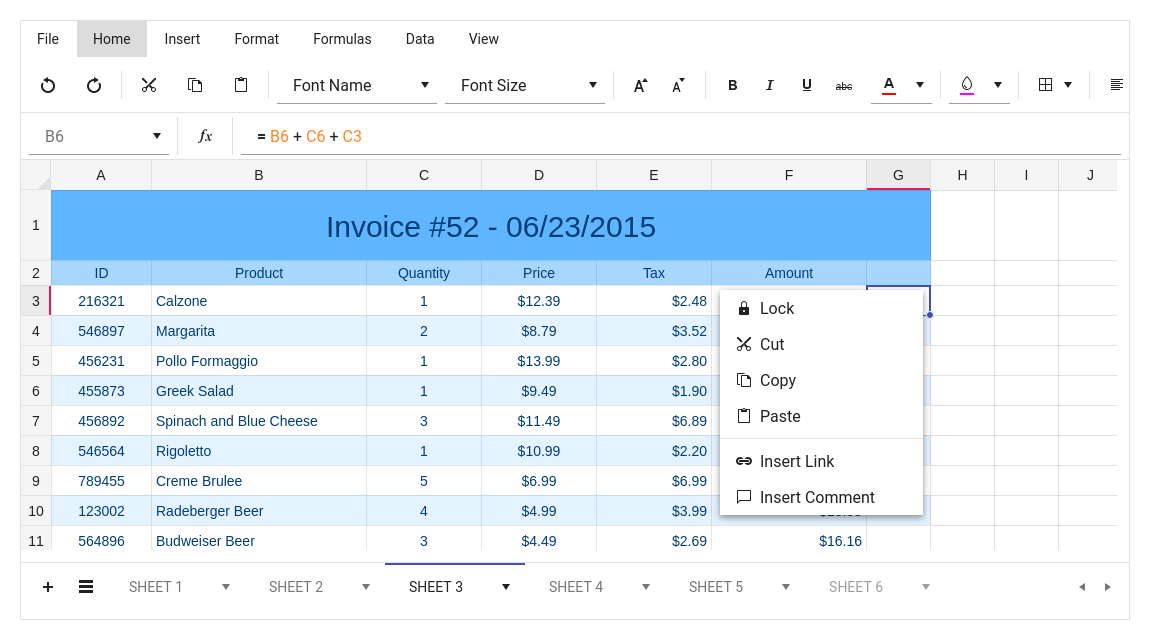 File Home Insert Format Formulas Data View
Font Name Font Size A A B I U abc A
B6 fx = B6 + C6 + C3
A B C D E F G H I J
1 Invoice #52 - 06/23/2015
2 ID Product Quantity Price Tax Amount
3 216321 Calzone 1 $12.39 $2.48
Lock
4 546897 Margarita 2 $8.79 $3.52
Cut
5 456231 Pollo Formaggio 1 $13.99 $2.80
Copy
6 455873 Greek Salad 1 $9.49 $1.90
Paste
7 456892 Spinach and Blue Cheese 3 $11.49 $6.89
8 546564 Rigoletto 1 $10.99 $2.20
Insert Link
9 789455 Creme Brulee 5 $6.99 $6.99
Insert Comment
10 123002 Radeberger Beer 4 $4.99 $3.99
11 564896 Budweiser Beer 3 $4.49 $2.69 $16.16
SHEET 1 SHEET 2 SHEET 3 SHEET 4 SHEET 5 SHEET 6